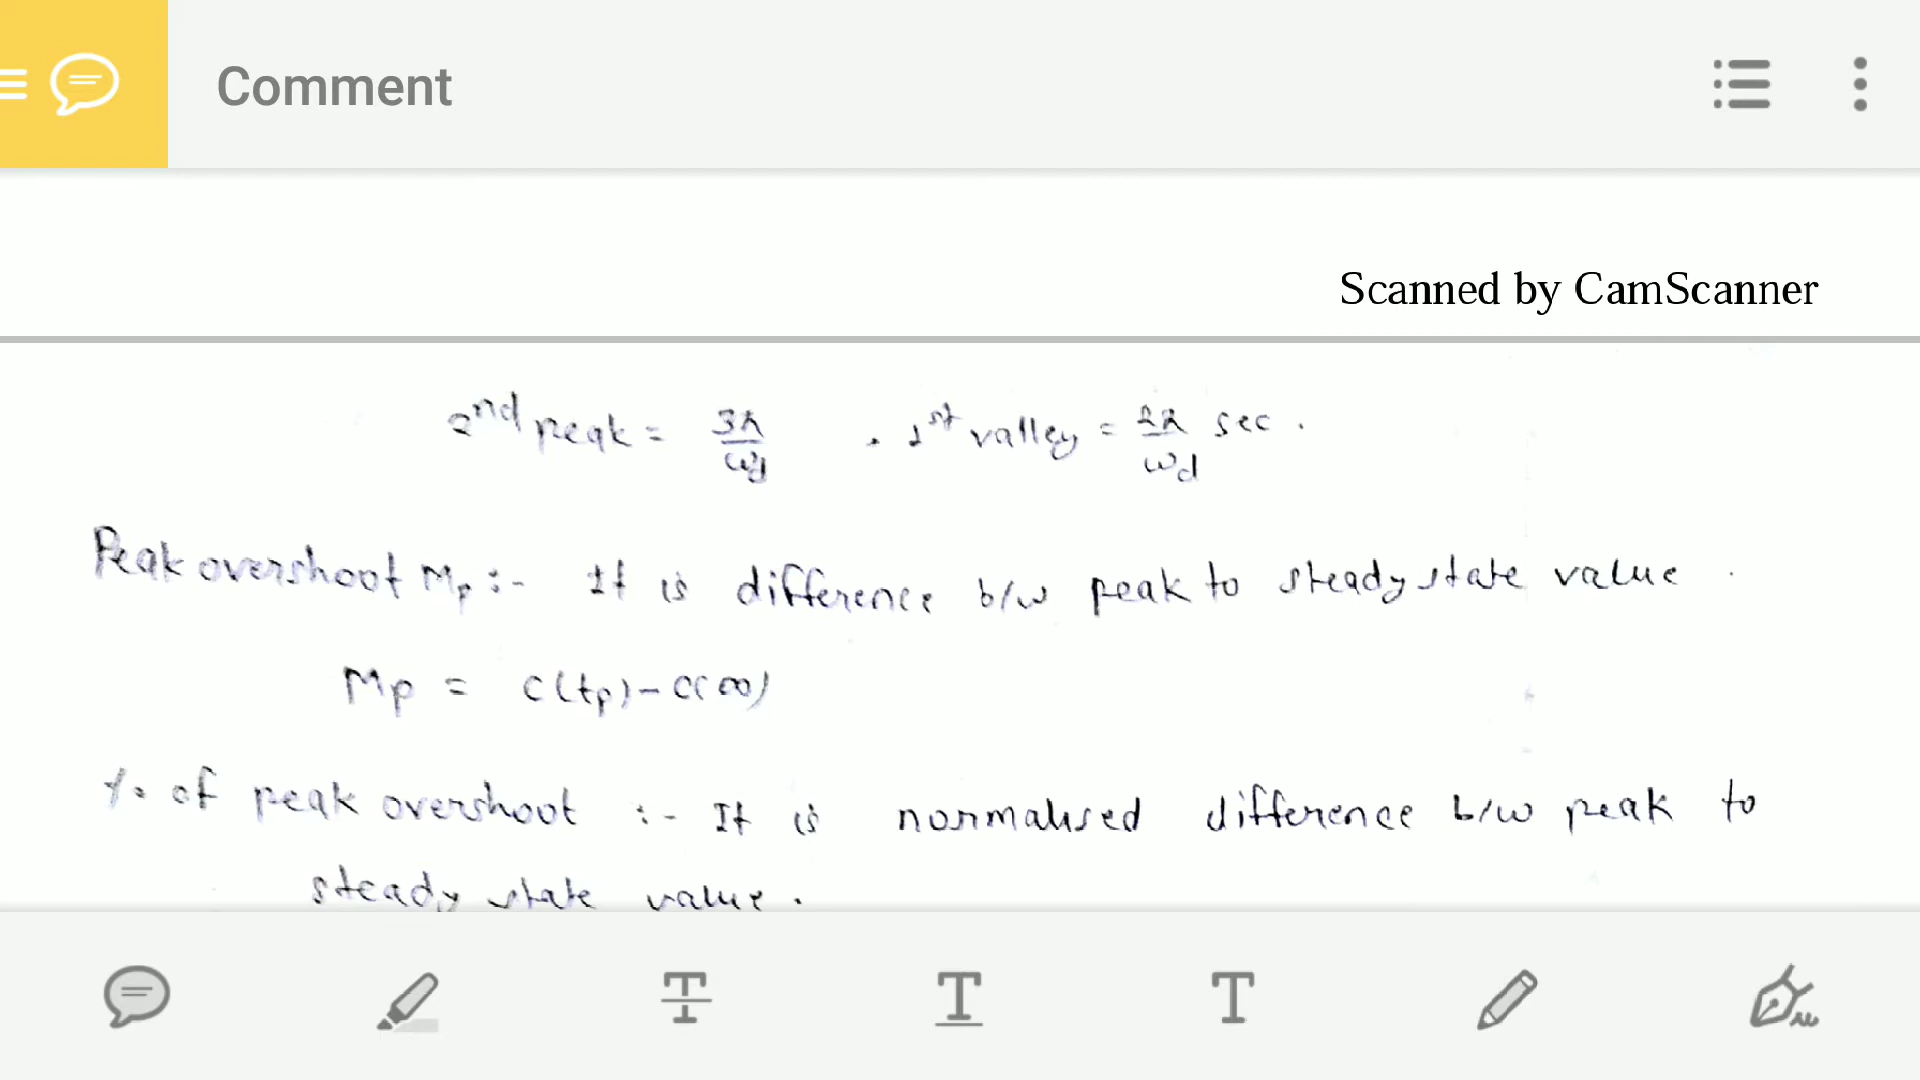 Comment
Scanned by CamScanner
2nd peak = 3π/ωd . 1st valley = 2π/ωd sec .
Peak overshoot Mp :- It is difference b/w peak to steady state value .
Mp = c(tp) - c(∞)
% of peak overshoot :- It is normalised difference b/w peak to
steady state value .